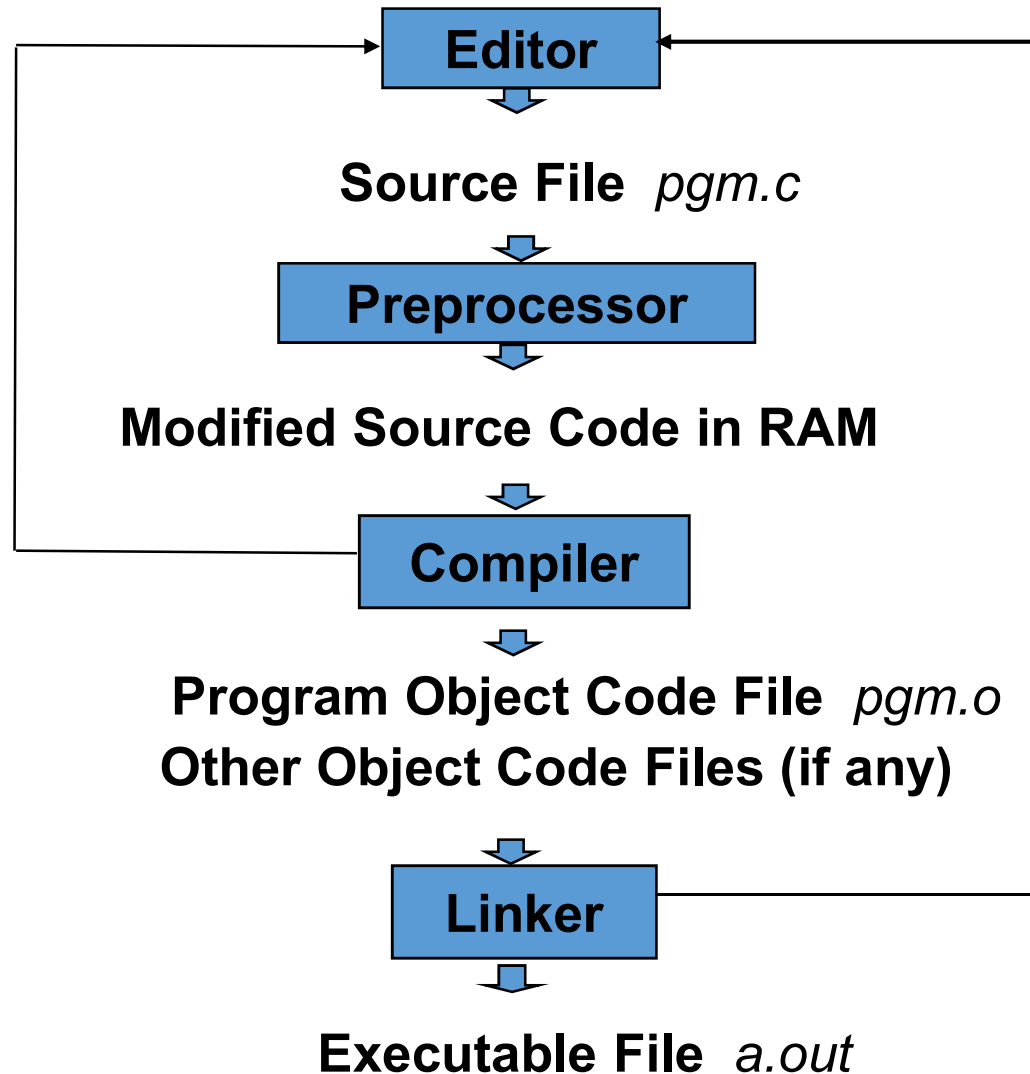 Editor
Source File pgm.c
Preprocessor
Modified Source Code in RAM
Compiler
Program Object Code File pgm.o
Other Object Code Files (if any)
Linker
Executable File a.out